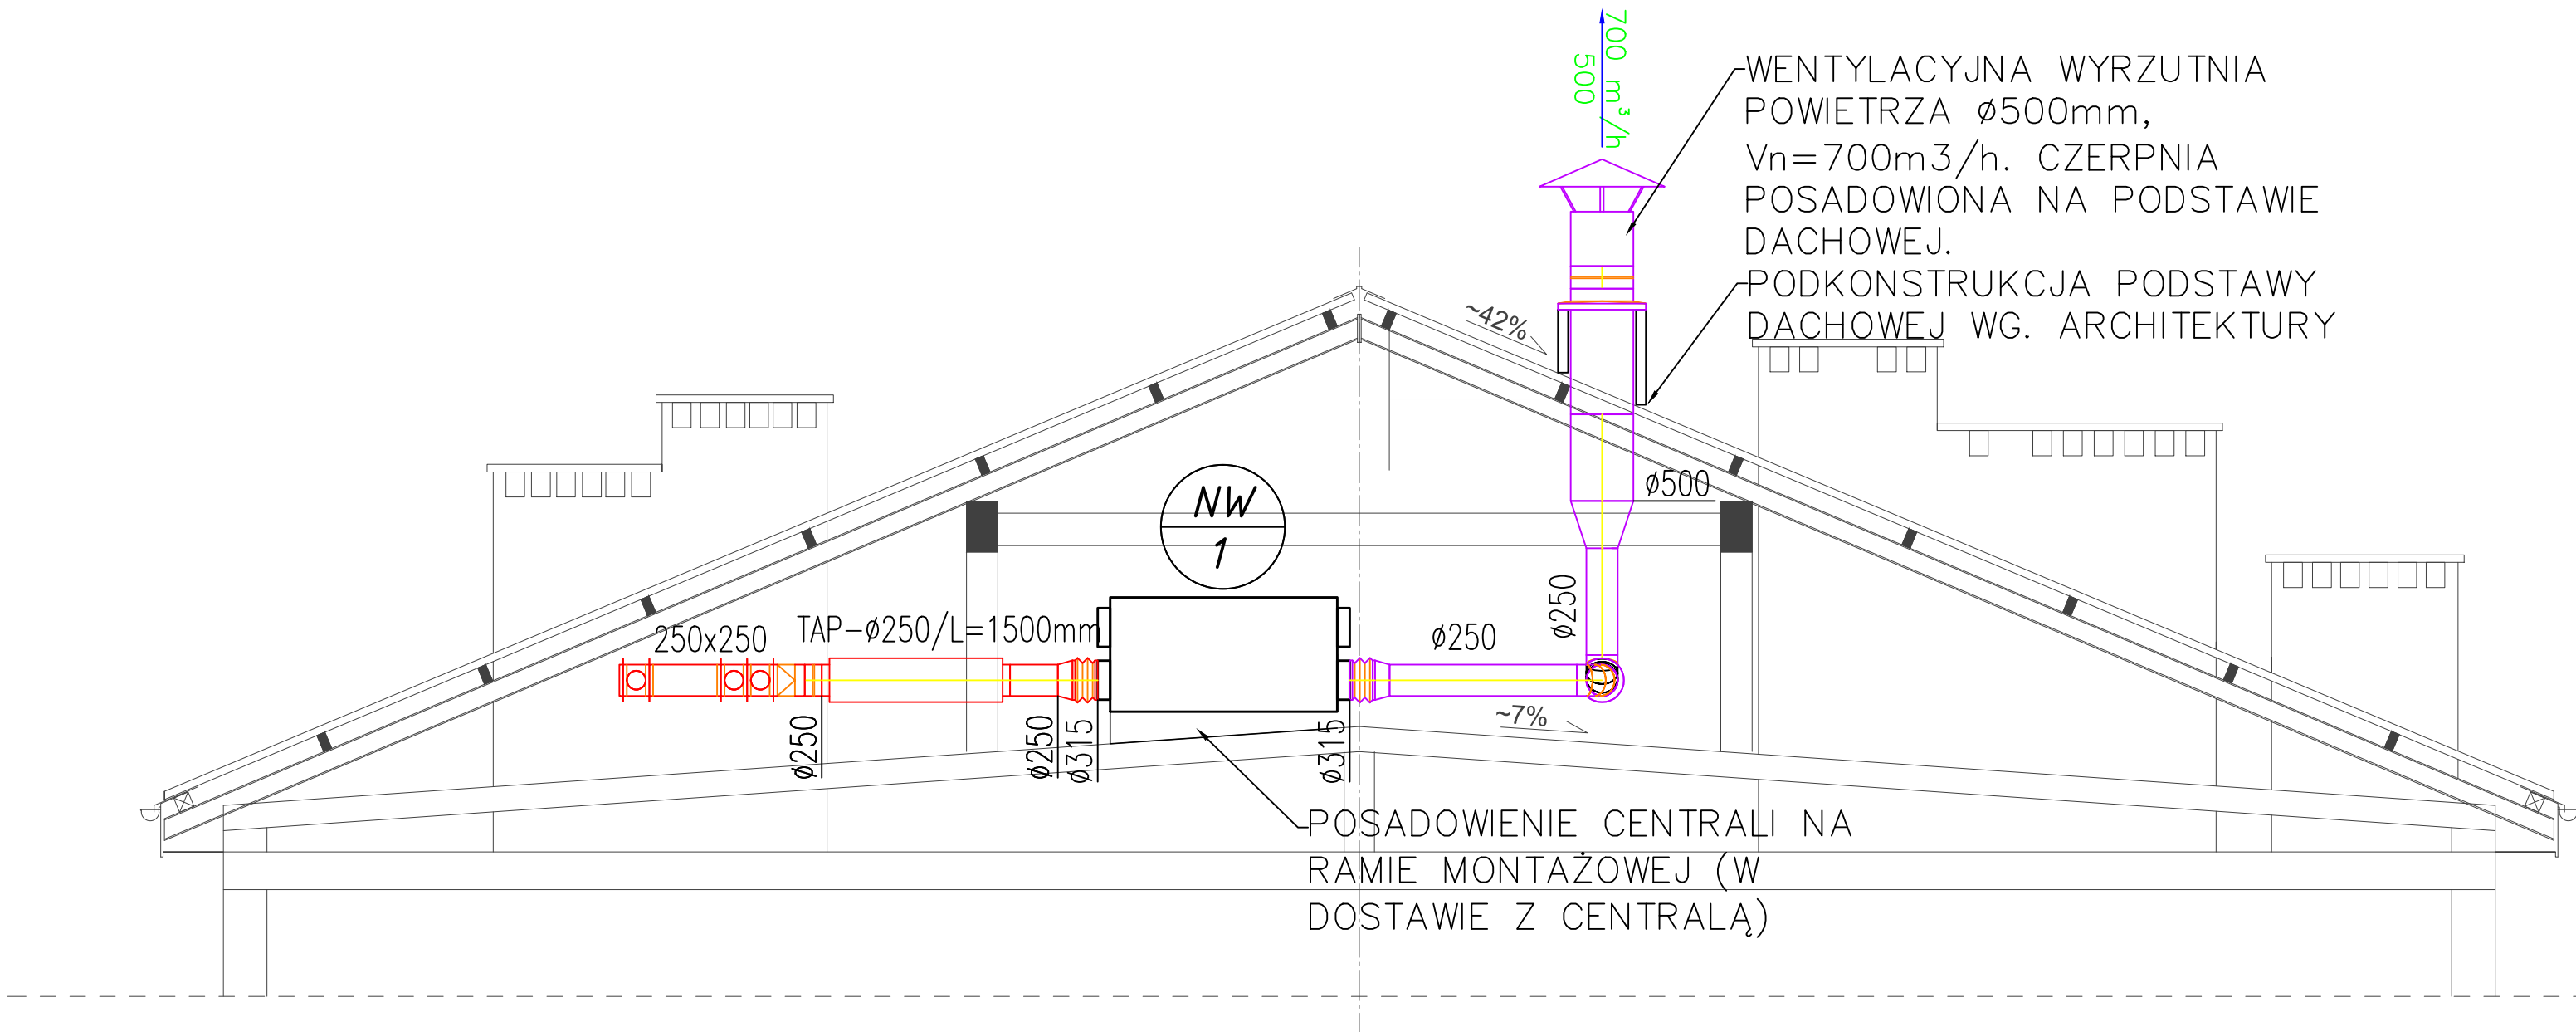 700 m³/h
500
WENTYLACYJNA WYRZUTNIA
POWIETRZA ø500mm,
Vn=700m3/h. CZERPNIA
POSADOWIONA NA PODSTAWIE
DACHOWEJ.
PODKONSTRUKCJA PODSTAWY
DACHOWEJ WG. ARCHITEKTURY
~42%
ø500
NW
1
ø250
250x250
TAP-ø250/L=1500mm
ø250
~7%
ø250
ø250
ø315
ø315
POSADOWIENIE CENTRALI NA
RAMIE MONTAŻOWEJ (W
DOSTAWIE Z CENTRALĄ)